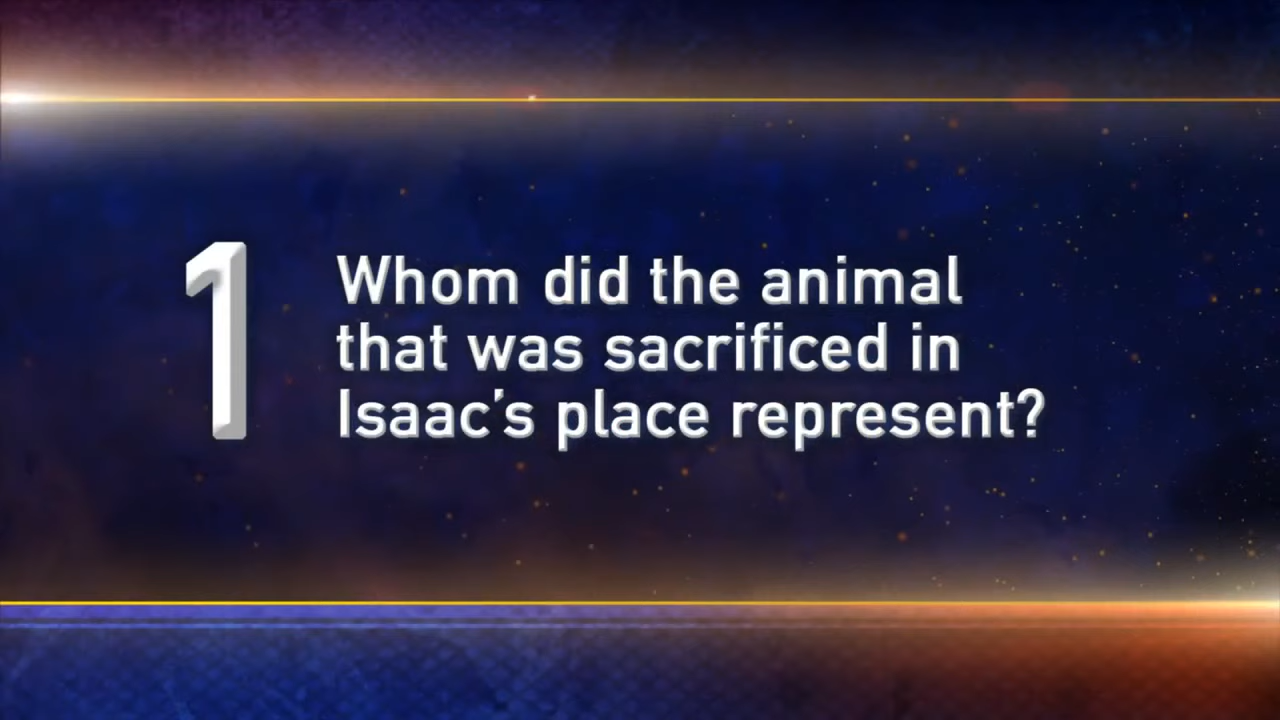 1
Whom did the animal
that was sacrificed in
Isaac’s place represent?